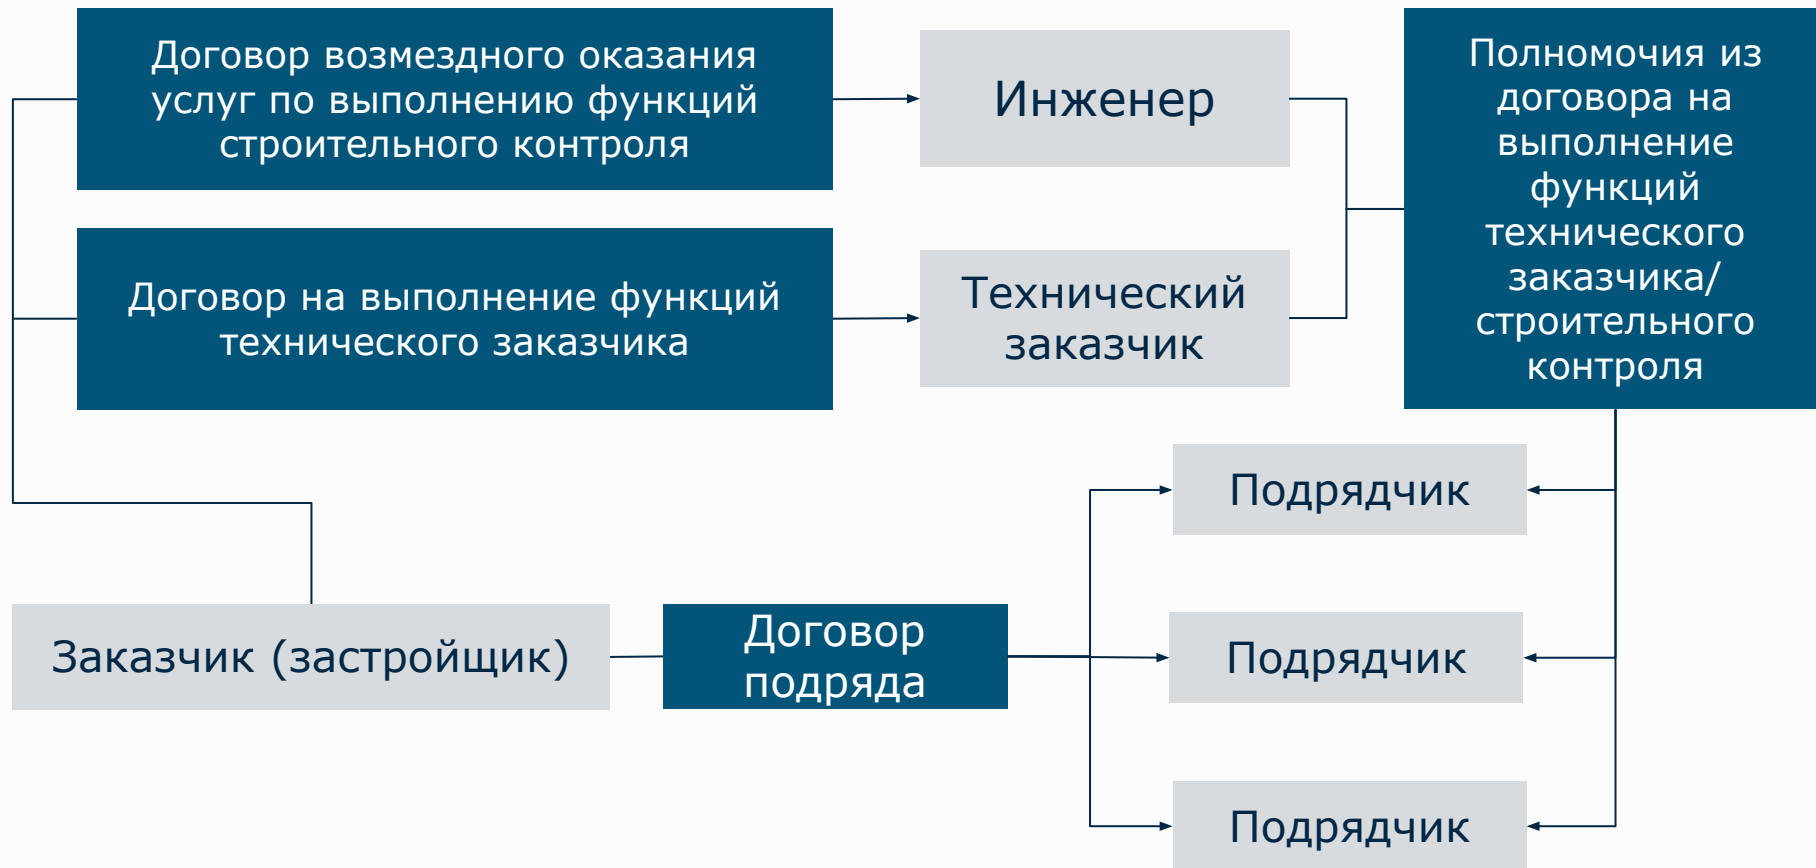 Договор возмездного оказания
услуг по выполнению функций
строительного контроля
Инженер
Полномочия из
договора на
выполнение
функций
технического
заказчика/
строительного
контроля
Договор на выполнение функций
технического заказчика
Технический
заказчик
Подрядчик
Заказчик (застройщик)
Договор
подряда
Подрядчик
Подрядчик